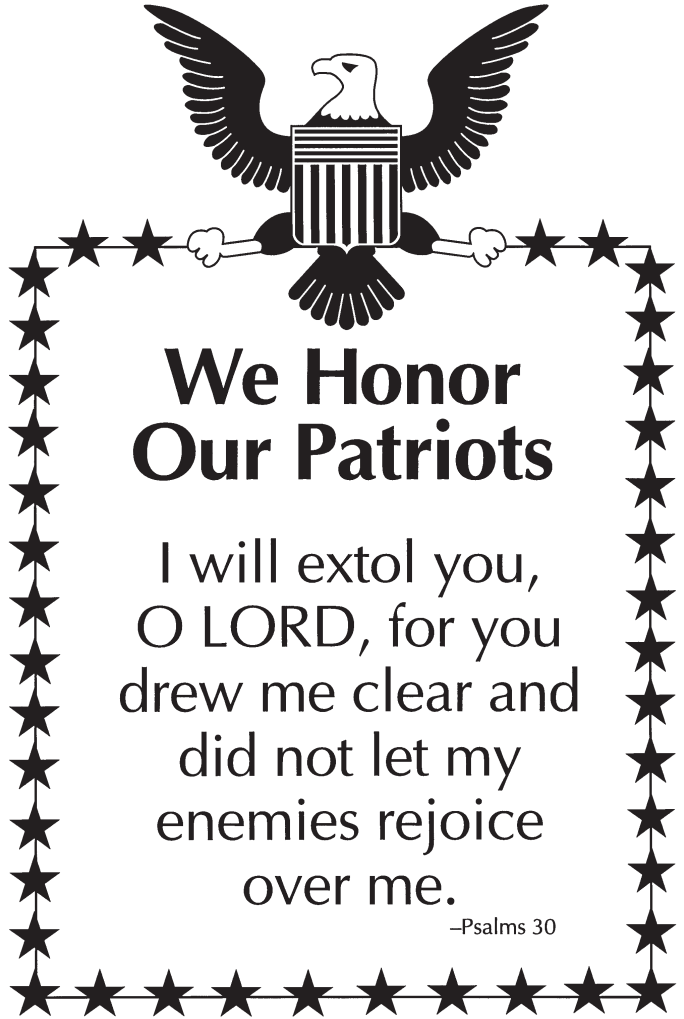 We Honor
Our Patriots
I will extol you,
O LORD, for you
drew me clear and
did not let my
enemies rejoice
over me.
–Psalms 30